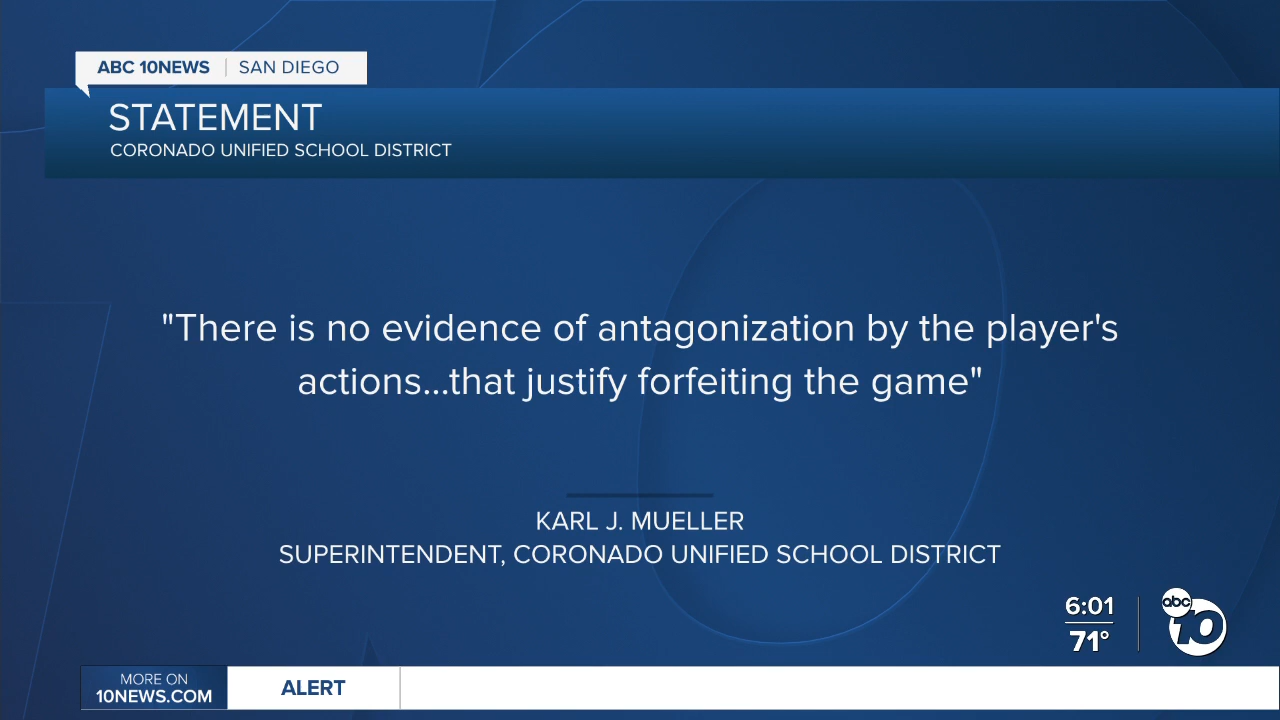 ABC 10NEWS | SAN DIEGO
STATEMENT
CORONADO UNIFIED SCHOOL DISTRICT
"There is no evidence of antagonization by the player's
actions...that justify forfeiting the game"
KARL J. MUELLER
SUPERINTENDENT, CORONADO UNIFIED SCHOOL DISTRICT
6:01
71°
abc
10
MORE ON
10NEWS.COM
ALERT